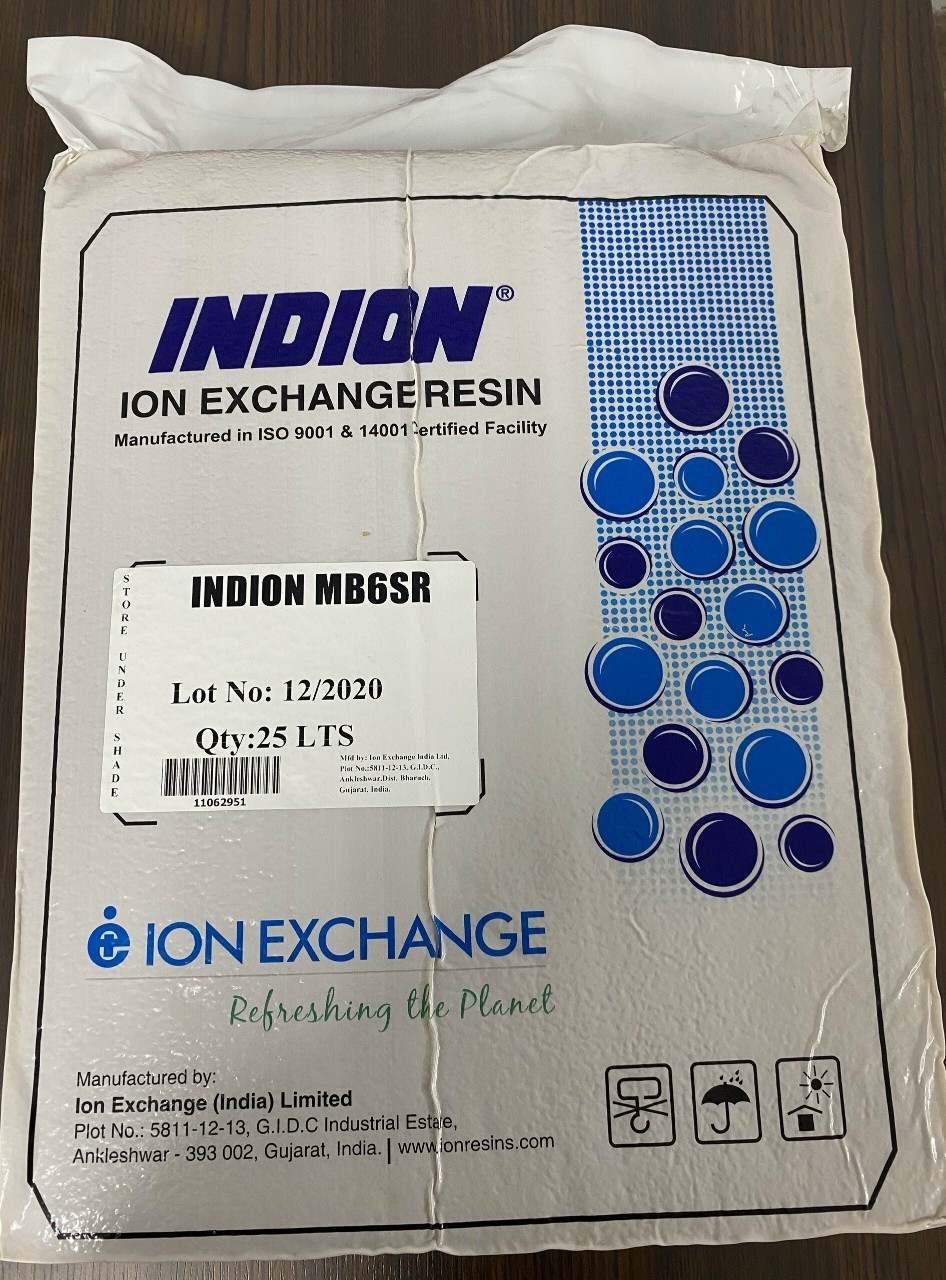 INDION®
ION EXCHANGE RESIN
Manufactured in ISO 9001 & 14001 Certified Facility
STORE UNDER SHADE
INDION MB6SR
Lot No: 12/2020
Qty:25 LTS
11062951
Mfd by: Ion Exchange India Ltd,
Plot No.:5811-12-13, G.I.D.C.,
Ankleshwar,Dist. Bharuch,
Gujarat. India.
ION EXCHANGE
Refreshing the Planet
Manufactured by:
Ion Exchange (India) Limited
Plot No.: 5811-12-13, G.I.D.C Industrial Estate,
Ankleshwar - 393 002, Gujarat, India. | www.ionresins.com